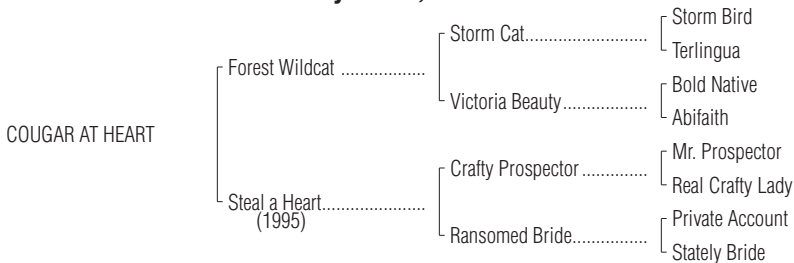 Storm Bird
Storm Cat..........................
Terlingua
Forest Wildcat ..................
Bold Native
Victoria Beauty..................
Abifaith
COUGAR AT HEART
Mr. Prospector
Crafty Prospector ..............
Real Crafty Lady
Steal a Heart......................
(1995)
Private Account
Ransomed Bride................
Stately Bride